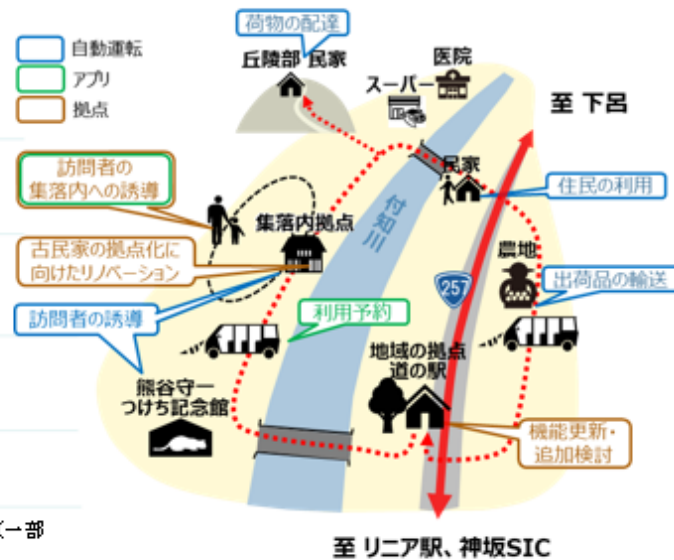 自動運転
アプリ
拠点
荷物の配達
丘陵部 民家
医院
スーパー
至 下呂
訪問者の
集落内への誘導
民家
住民の利用
集落内拠点
付知川
古民家の拠点化に
向けたリノベーション
農地
257
出荷品の輸送
訪問者の誘導
利用予約
地域の拠点
道の駅
熊谷守一
つけち記念館
機能更新・
追加検討
一部
至 リニア駅、神坂SIC